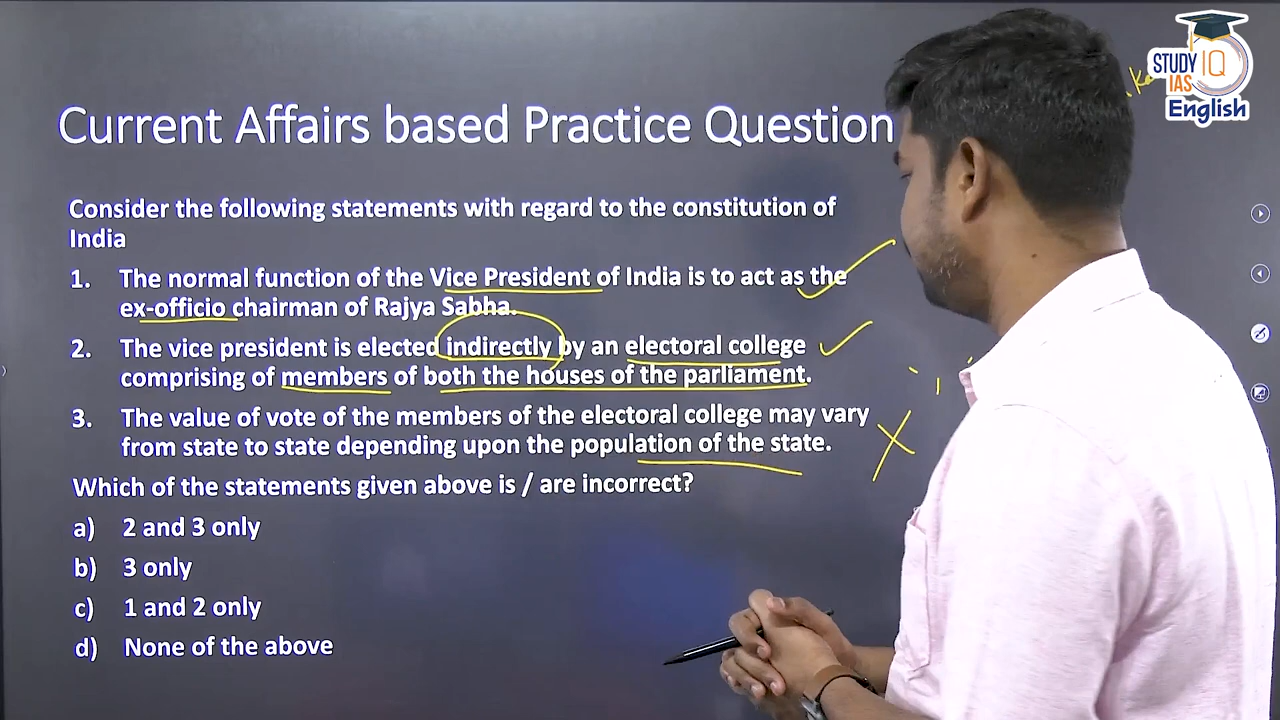 STUDY IQ
IAS
English
Current Affairs based Practice Question
Consider the following statements with regard to the constitution of
India
1. The normal function of the Vice President of India is to act as the
ex-officio chairman of Rajya Sabha.
2. The vice president is elected indirectly by an electoral college
comprising of members of both the houses of the parliament.
3. The value of vote of the members of the electoral college may vary
from state to state depending upon the population of the state.
Which of the statements given above is / are incorrect?
a) 2 and 3 only
b) 3 only
c) 1 and 2 only
d) None of the above